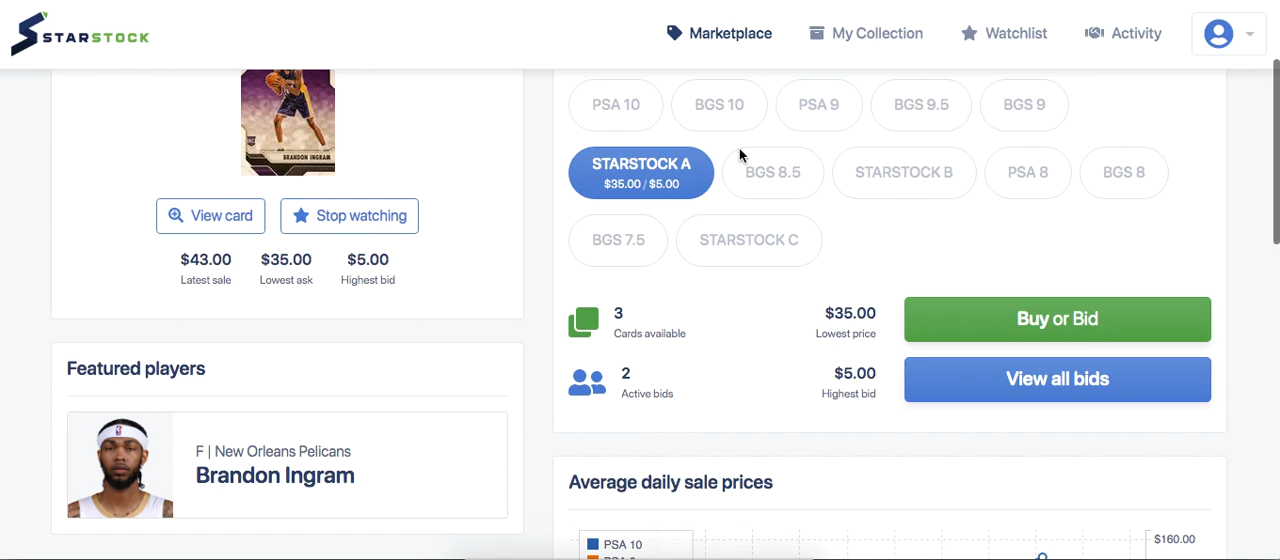 STARSTOCK
Marketplace
My Collection
Watchlist
Activity
BRANDON INGRAM
View card
Stop watching
$43.00
$35.00
$5.00
Latest sale
Lowest ask
Highest bid
Featured players
F | New Orleans Pelicans
Brandon Ingram
PSA 10
BGS 10
PSA 9
BGS 9.5
BGS 9
STARSTOCK A
$35.00 / $5.00
BGS 8.5
STARSTOCK B
PSA 8
BGS 8
BGS 7.5
STARSTOCK C
3
Cards available
$35.00
Lowest price
Buy or Bid
2
Active bids
$5.00
Highest bid
View all bids
Average daily sale prices
PSA 10
$160.00